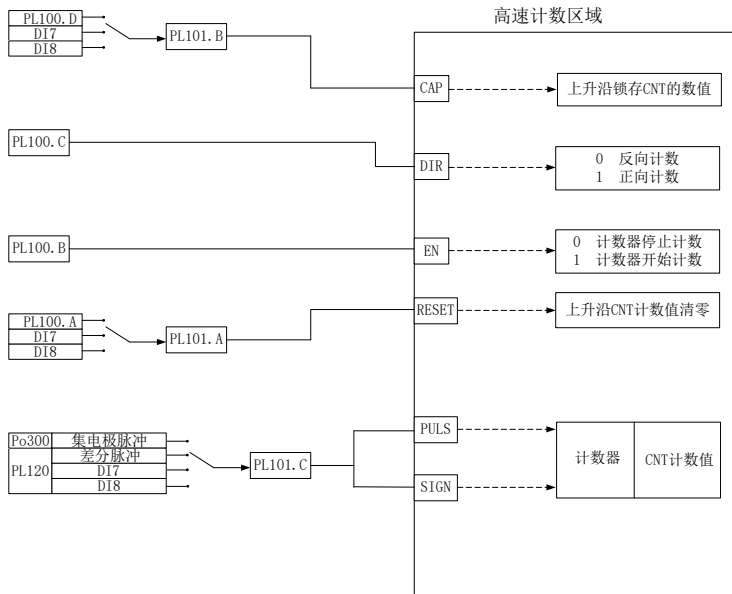 高速计数区域
PL100.D
DI7
DI8
PL101.B
CAP
上升沿锁存CNT的数值
PL100.C
DIR
0 反向计数
1 正向计数
PL100.B
EN
0 计数器停止计数
1 计数器开始计数
PL100.A
DI7
DI8
PL101.A
RESET
上升沿CNT计数值清零
Po300 集电极脉冲
PL120 差分脉冲
DI7
DI8
PL101.C
PULS
SIGN
计数器 CNT计数值